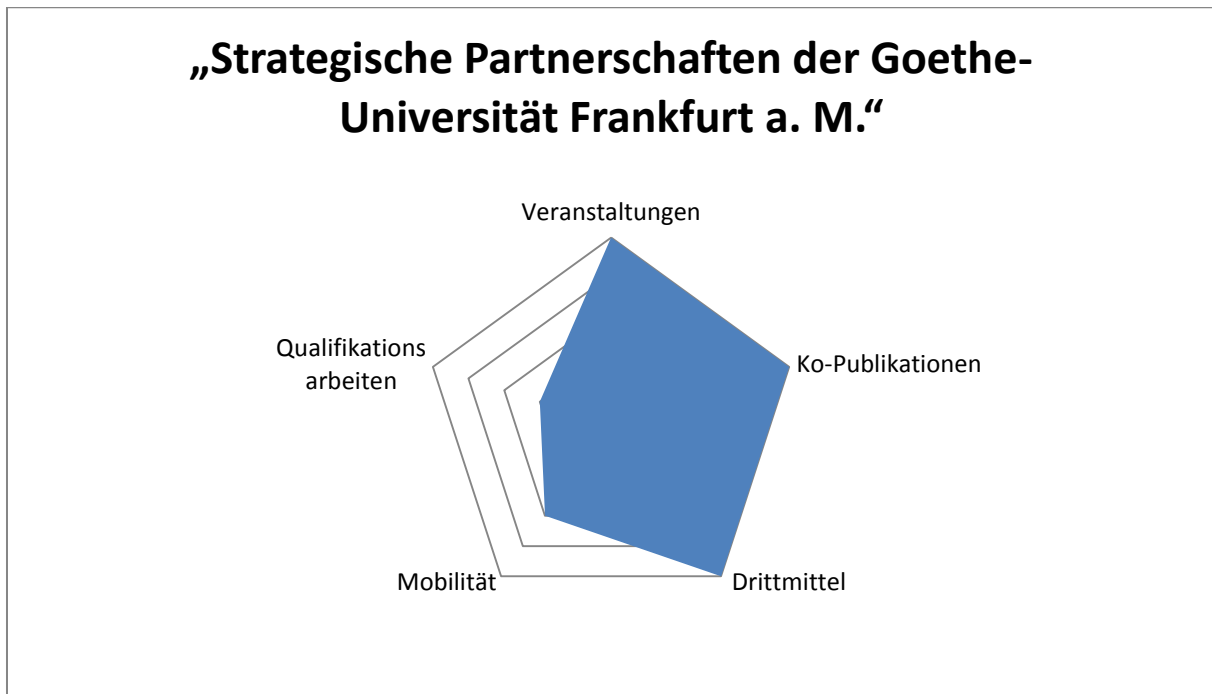 „Strategische Partnerschaften der Goethe-
Universität Frankfurt a. M.“
Veranstaltungen
Ko-Publikationen
Drittmittel
Mobilität
Qualifikations
arbeiten